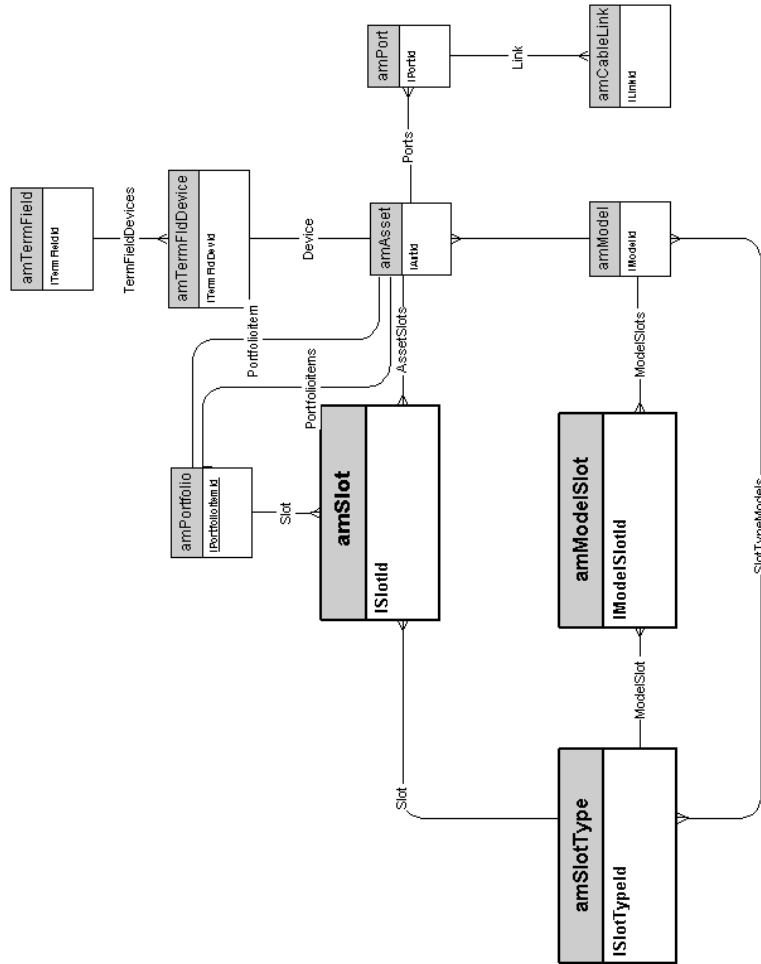 amTermField
lTermFieldId
TermFieldDevices
amTermFldDevice
lTermFldDevId
Device
amPort
lPortId
Link
amCableLink
lLinkId
Ports
amAsset
lAstId
PortfolioItem
PortfolioItems
AssetSlots
amPortfolio
lPortfolioItemId
Slot
amSlot
lSlotId
amModel
lModelId
ModelSlots
amModelSlot
lModelSlotId
SlotTypeModels
Slot
ModelSlot
amSlotType
lSlotTypeId